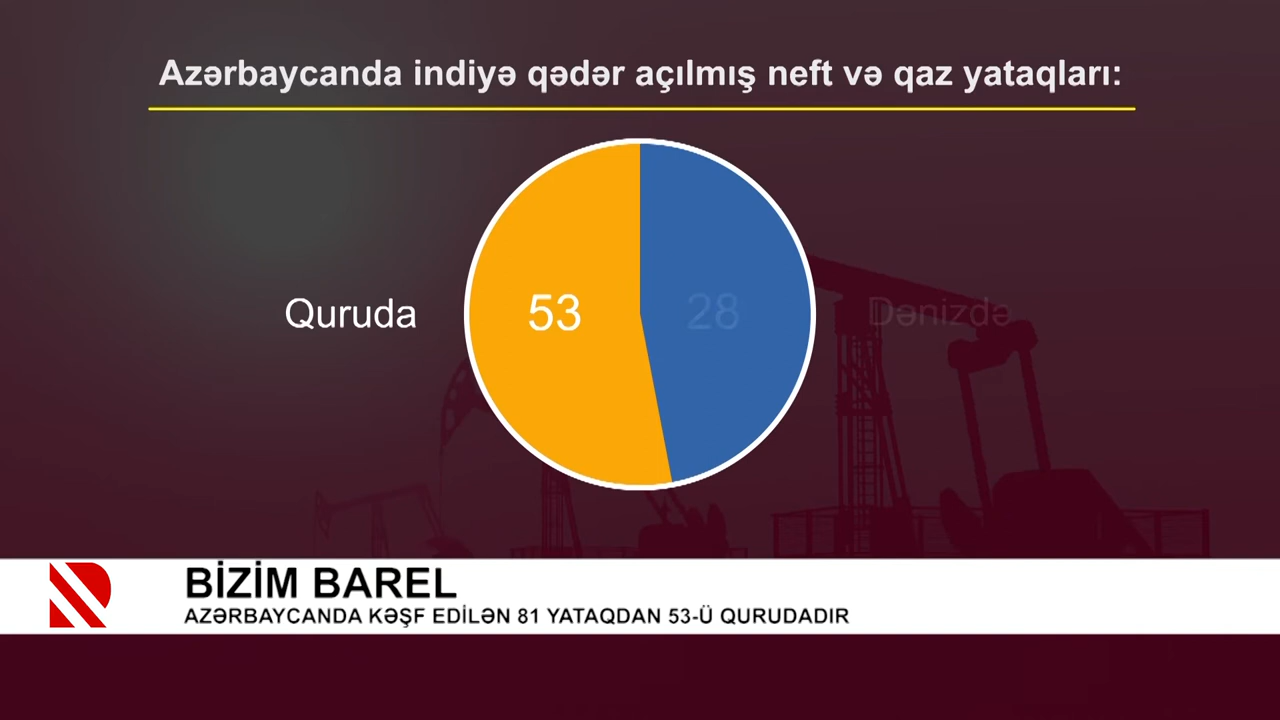 Azərbaycanda indiyə qədər açılmış neft və qaz yataqları:
Quruda
53
28
Dənizdə
BİZİM BAREL
AZƏRBAYCANDA KƏŞF EDİLƏN 81 YATAQDAN 53-Ü QURUDADIR